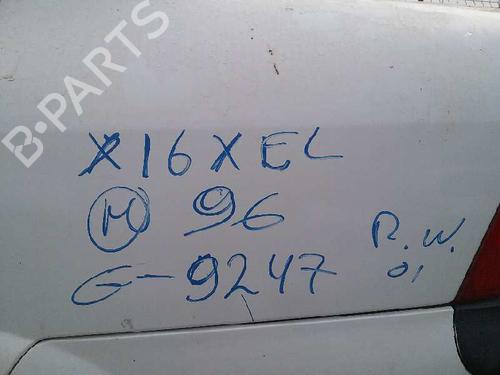 B-PARTS
X16XEL
M 96
G-9247
R.W.
01